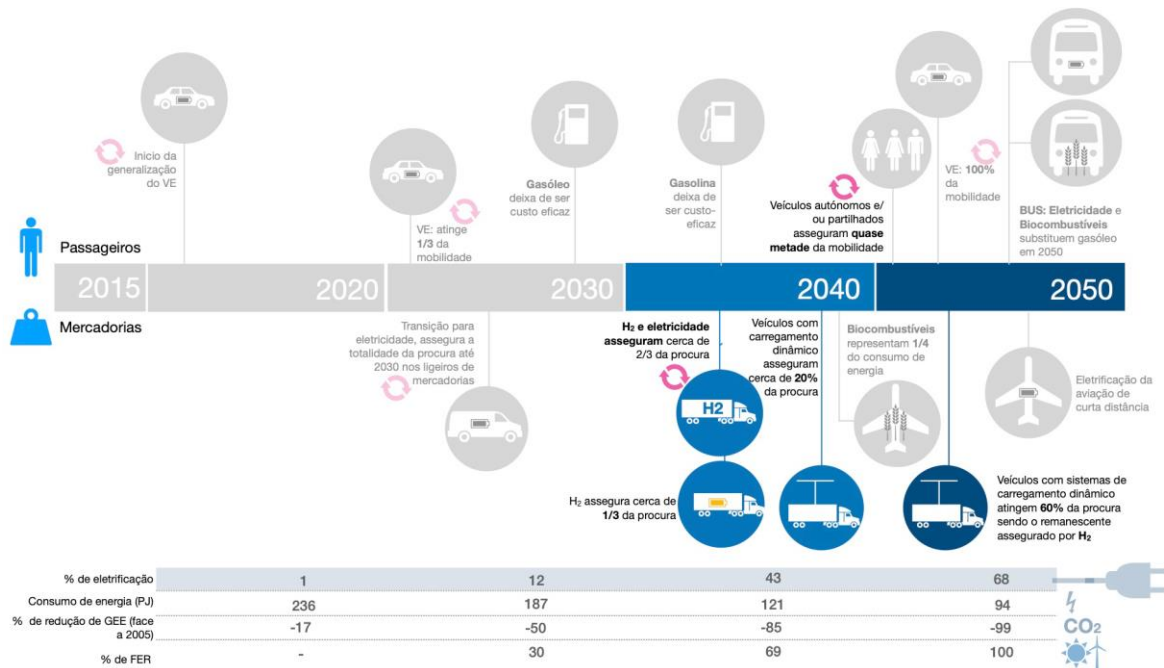 Inicio da
generalização
do VE
VE: atinge
1/3 da
mobilidade
Gasóleo
deixa de ser
custo eficaz
Gasolina
deixa de
ser custo-
eficaz
Veículos autónomos e/
ou partilhados
asseguram quase
metade da mobilidade
VE: 100%
da
mobilidade
BUS: Eletricidade e
Biocombustíveis
substituem gasóleo
em 2050
Passageiros
2015 2020 2030 2040 2050
Mercadorias
Transição para
eletricidade, assegura a
totalidade da procura até
2030 nos ligeiros de
mercadorias
H₂ e eletricidade
asseguram cerca de
2/3 da procura
H2
H₂ assegura cerca de
1/3 da procura
Veículos com
carregamento
dinâmico
asseguram
cerca de 20%
da procura
Biocombustíveis
representam 1/4
do consumo de
energia
Eletrificação da
aviação de
curta distância
Veículos com sistemas de
carregamento dinâmico
atingem 60% da procura
sendo o remanescente
assegurado por H₂
% de eletrificação 1 12 43 68
Consumo de energia (PJ) 236 187 121 94
% de redução de GEE (face
a 2005) -17 -50 -85 -99
CO₂
% de FER - 30 69 100